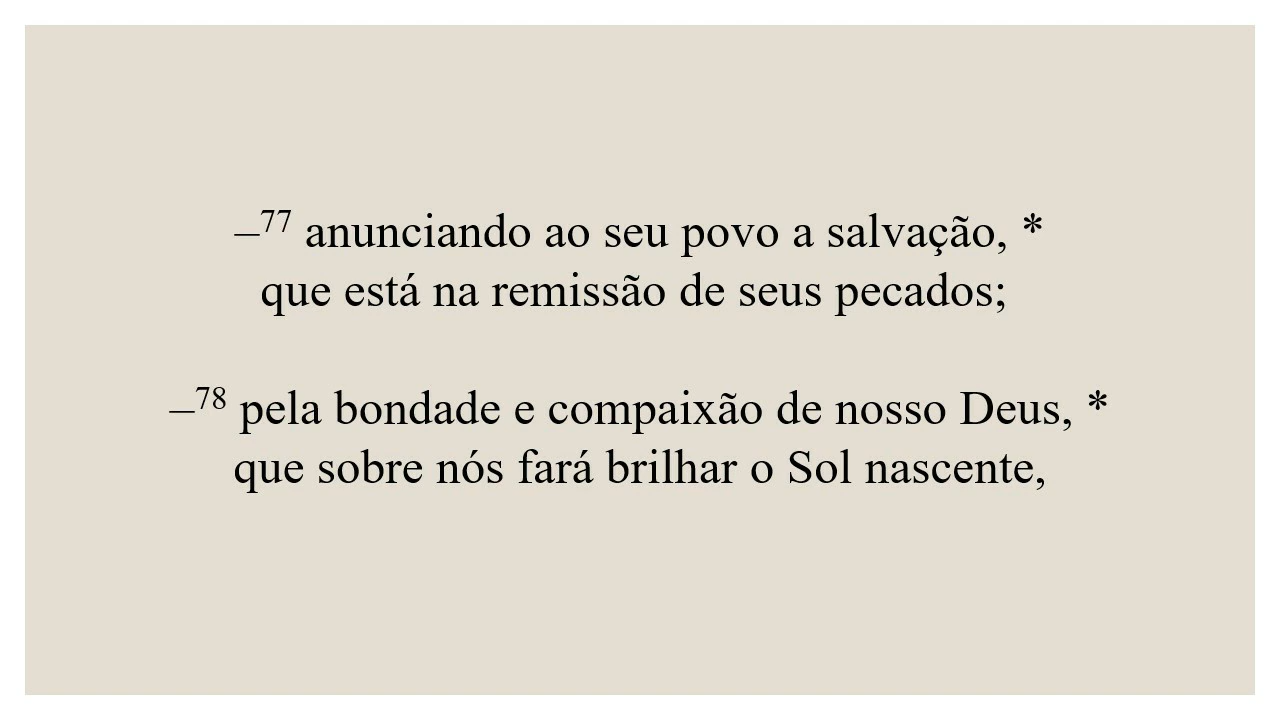 –77 anunciando ao seu povo a salvação, *
que está na remissão de seus pecados;
–78 pela bondade e compaixão de nosso Deus, *
que sobre nós fará brilhar o Sol nascente,